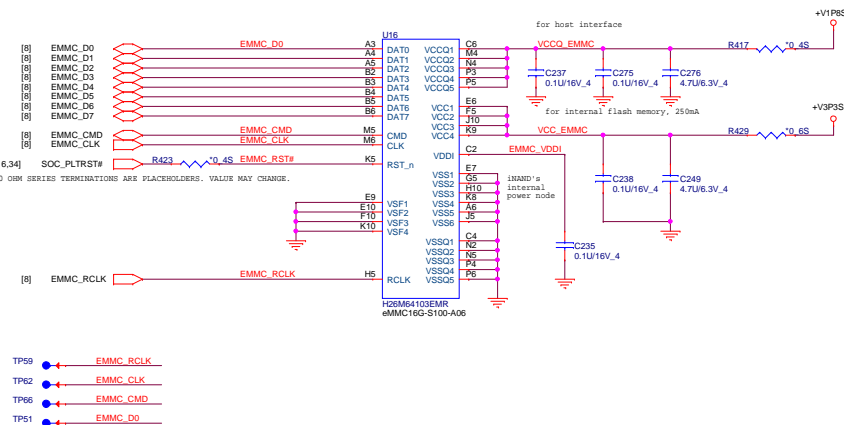 +V1P8S
for host interface
U16
[8] EMMC_D0 EMMC_D0 A3 DAT0 VCCQ1 C6 VCCQ_EMMC R417 *0_4S
[8] EMMC_D1 A4 DAT1 VCCQ2 M4
[8] EMMC_D2 A5 DAT2 VCCQ3 N4
[8] EMMC_D3 B2 DAT3 VCCQ4 P3
[8] EMMC_D4 B3 DAT4 VCCQ5 P5
[8] EMMC_D5 B4 DAT5
[8] EMMC_D6 B5 DAT6 VCC1 E6
[8] EMMC_D7 B6 DAT7 VCC2 F5
VCC3 J10
VCC4 K9 VCC_EMMC R429 *0_6S
C237 0.1U/16V_4
C275 0.1U/16V_4
C276 4.7U/6.3V_4
for internal flash memory, 250mA
+V3P3S
[8] EMMC_CMD EMMC_CMD M5 CMD
[8] EMMC_CLK EMMC_CLK M6 CLK
VDDI C2 EMMC_VDDI
6,34] SOC_PLTRST# R423 *0_4S EMMC_RST# K5 RST_n
0 OHM SERIES TERMINATIONS ARE PLACEHOLDERS. VALUE MAY CHANGE.
VSS1 E7
VSS2 G5
VSS3 H10
VSS4 K8
VSS5 A6
VSS6 J5
iNAND's
internal
power node
C238 0.1U/16V_4
C249 4.7U/6.3V_4
E9 VSF1
E10 VSF2
F10 VSF3
K10 VSF4
VSSQ1 C4
VSSQ2 N2
VSSQ3 N5
VSSQ4 P4
VSSQ5 P6
C235
0.1U/16V_4
[8] EMMC_RCLK EMMC_RCLK H5 RCLK
H26M64103EMR
eMMC16G-S100-A06
TP59 EMMC_RCLK
TP62 EMMC_CLK
TP66 EMMC_CMD
TP51 EMMC_D0